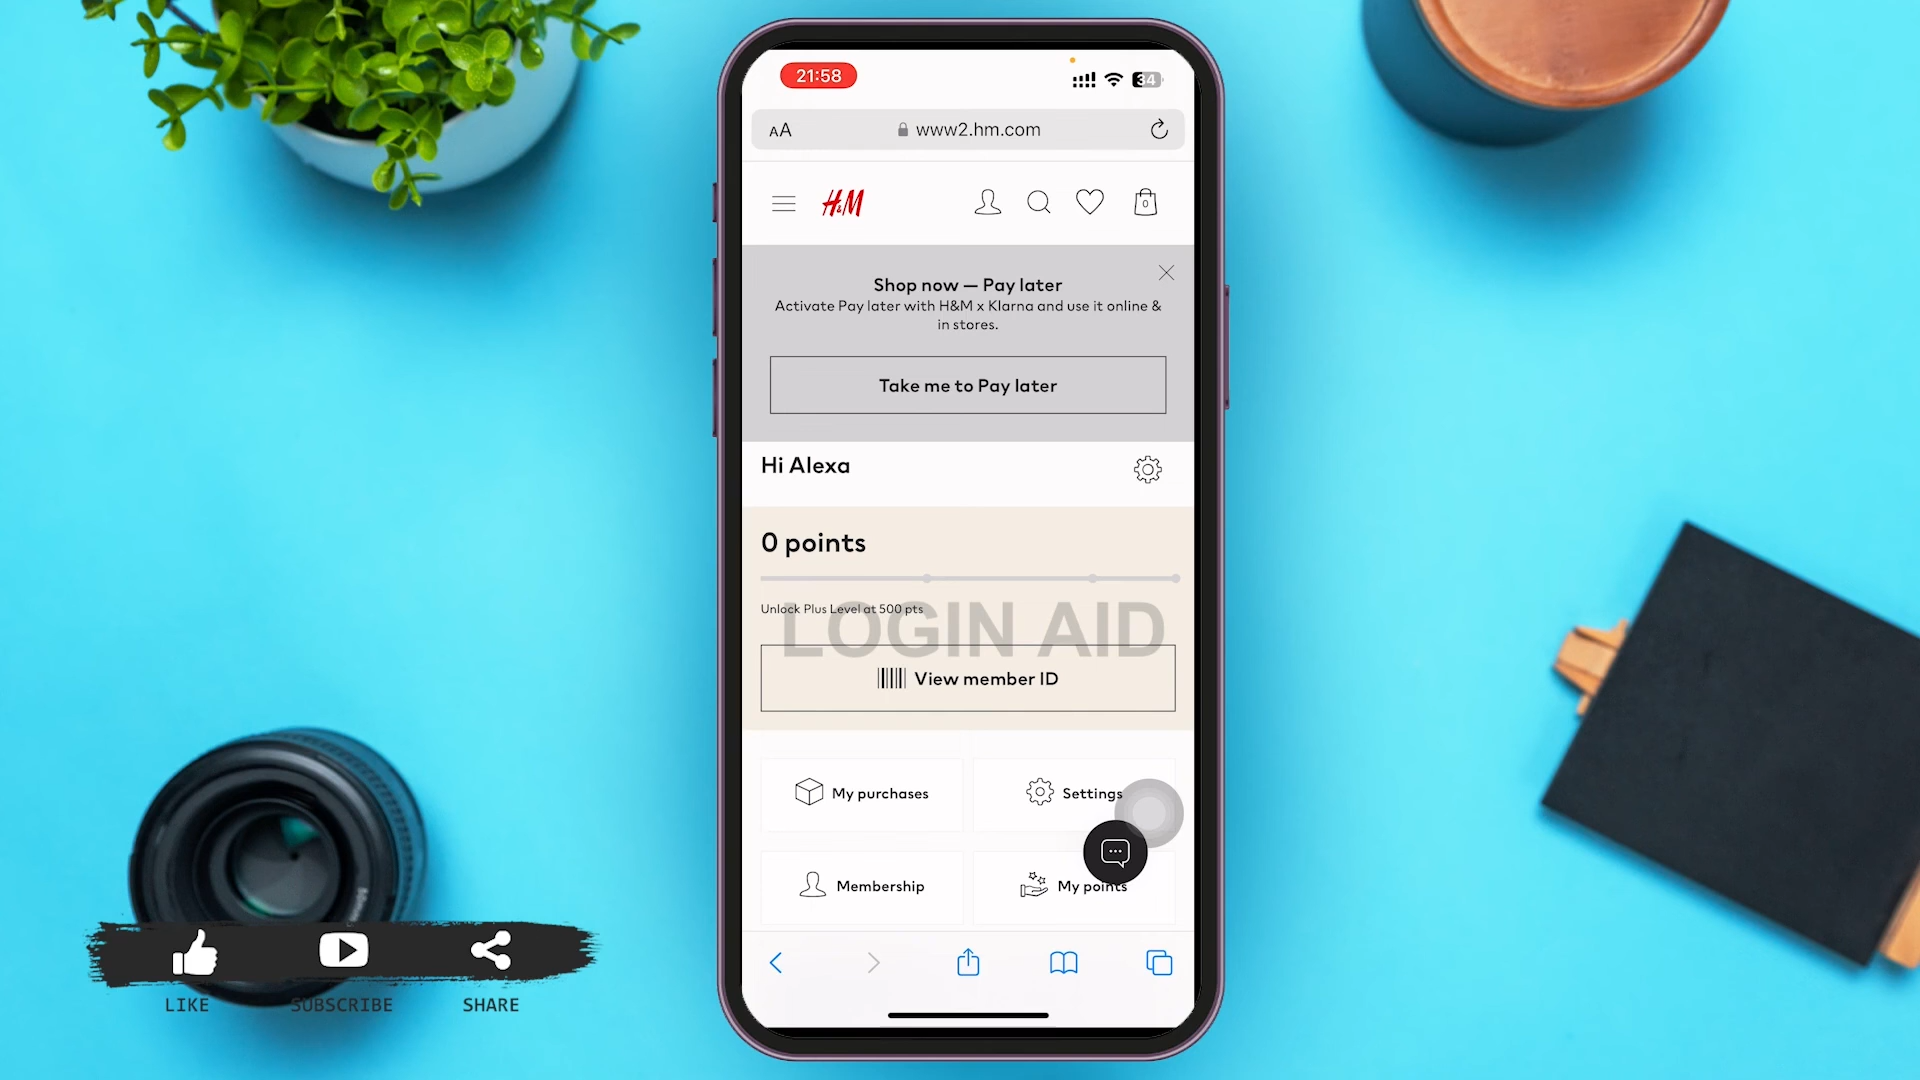 21:58
34
AA
www2.hm.com
H&M
0
Shop now — Pay later
Activate Pay later with H&M x Klarna and use it online &
in stores.
Take me to Pay later
Hi Alexa
0 points
Unlock Plus Level at 500 pts
LOGIN AID
View member ID
My purchases
Settings
Membership
My points
LIKE
SUBSCRIBE
SHARE